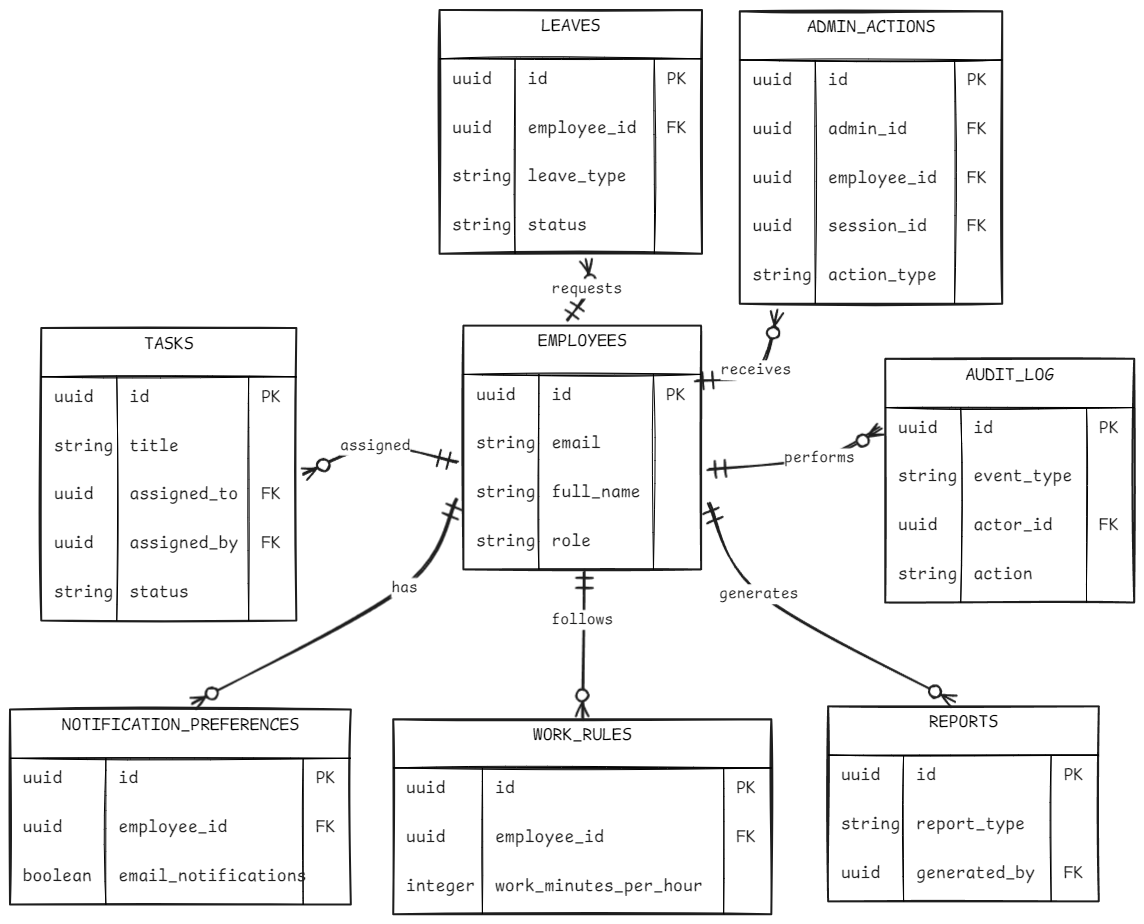 LEAVES
uuid id PK
uuid employee_id FK
string leave_type
string status
ADMIN_ACTIONS
uuid id PK
uuid admin_id FK
uuid employee_id FK
uuid session_id FK
string action_type
requests
receives
TASKS
uuid id PK
string title
uuid assigned_to FK
uuid assigned_by FK
string status
assigned
EMPLOYEES
uuid id PK
string email
string full_name
string role
performs
AUDIT_LOG
uuid id PK
string event_type
uuid actor_id FK
string action
has
follows
generates
NOTIFICATION_PREFERENCES
uuid id PK
uuid employee_id FK
boolean email_notifications
WORK_RULES
uuid id PK
uuid employee_id FK
integer work_minutes_per_hour
REPORTS
uuid id PK
string report_type
uuid generated_by FK